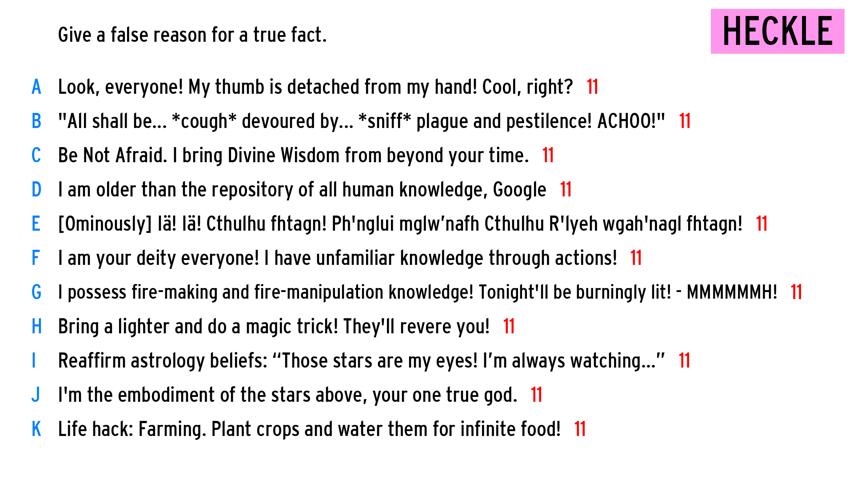 Give a false reason for a true fact.
HECKLE
A Look, everyone! My thumb is detached from my hand! Cool, right? 11
B "All shall be... *cough* devoured by... *sniff* plague and pestilence! ACHOO!" 11
C Be Not Afraid. I bring Divine Wisdom from beyond your time. 11
D I am older than the repository of all human knowledge, Google 11
E [Ominously] Iä! Iä! Cthulhu fhtagn! Ph'nglui mglw’nafh Cthulhu R'lyeh wgah'nagl fhtagn! 11
F I am your deity everyone! I have unfamiliar knowledge through actions! 11
G I possess fire-making and fire-manipulation knowledge! Tonight'll be burningly lit! - MMMMMMH! 11
H Bring a lighter and do a magic trick! They'll revere you! 11
I Reaffirm astrology beliefs: “Those stars are my eyes! I’m always watching...” 11
J I'm the embodiment of the stars above, your one true god. 11
K Life hack: Farming. Plant crops and water them for infinite food! 11